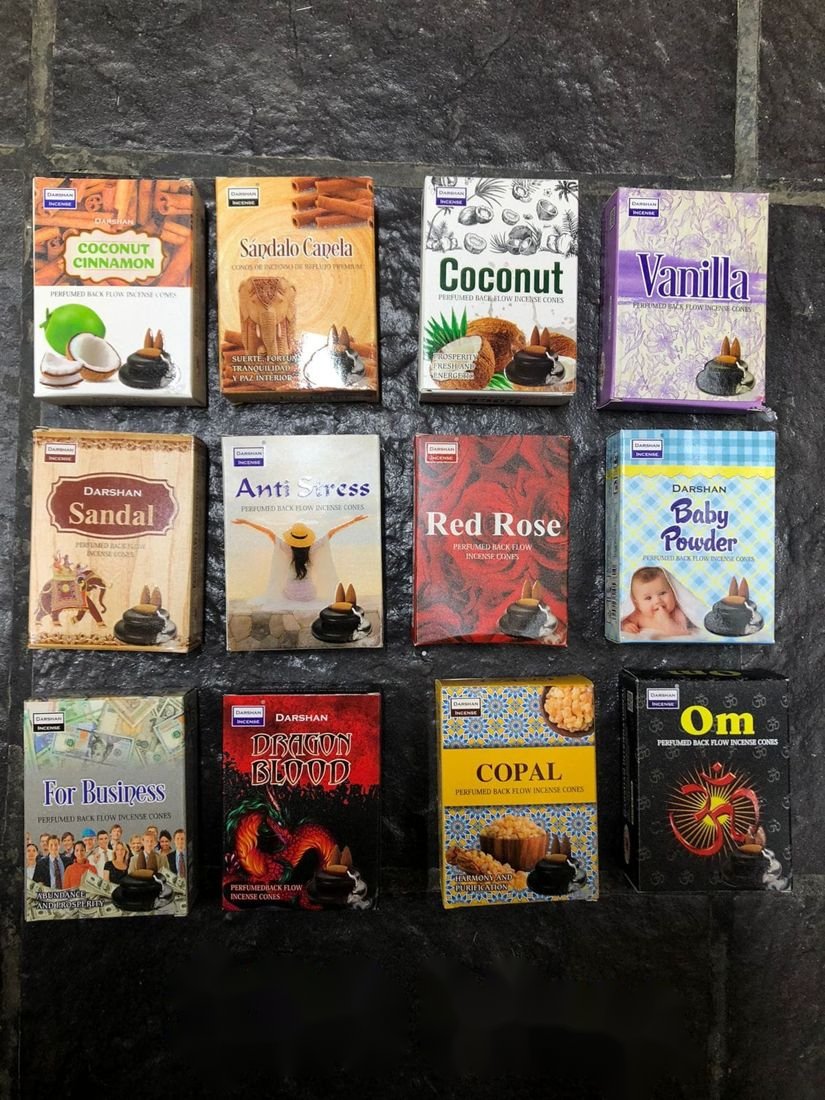 DARSHAN
INCENSE
DARSHAN
COCONUT
CINNAMON
PERFUMED BACK FLOW INCENSE CONES
DARSHAN
INCENSE
Sándalo Canela
CONOS DE INCIENSO DE REFLUJO PREMIUM
SUERTE, FORTUNA
TRANQUILIDAD
Y PAZ INTERIOR
DARSHAN
INCENSE
Coconut
PERFUMED BACK FLOW INCENSE CONES
PROSPERITY
FRESH AND
ENERGETIC
DARSHAN
INCENSE
Vanilla
PERFUMED BACK FLOW INCENSE CONES
DARSHAN
INCENSE
DARSHAN
Sandal
PERFUMED BACK FLOW
INCENSE CONES
DARSHAN
INCENSE
Anti Stress
PERFUMED BACK FLOW INCENSE CONES
DARSHAN
INCENSE
Red Rose
PERFUMED BACK FLOW
INCENSE CONES
DARSHAN
INCENSE
DARSHAN
Baby
Powder
PERFUMED BACK FLOW INCENSE CONES
DARSHAN
INCENSE
For Business
PERFUMED BACK FLOW INCENSE CONES
ABUNDANCE
AND PROSPERITY
DARSHAN
INCENSE
DARSHAN
DRAGON
BLOOD
PERFUMEDBACK FLOW
INCENSE CONES
DARSHAN
INCENSE
COPAL
PERFUMED BACK FLOW INCENSE CONES
HARMONY AND
PURIFICATION
DARSHAN
INCENSE
Om
PERFUMED BACK FLOW INCENSE CONES